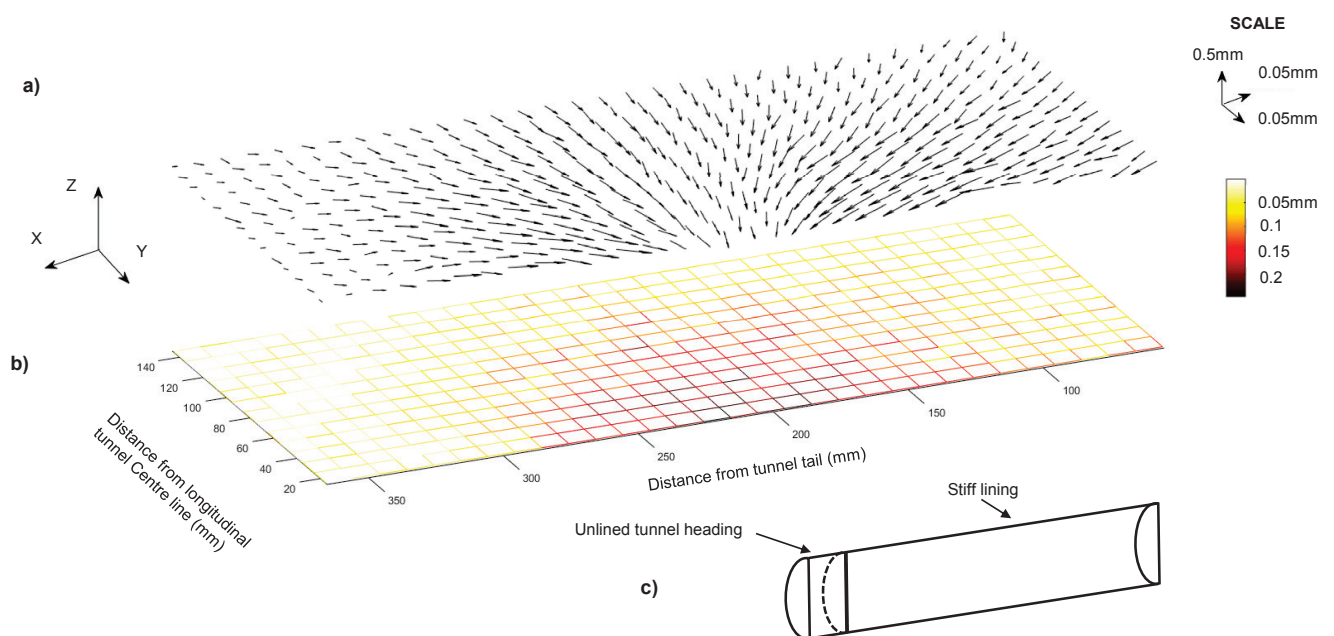 a)
SCALE
0.5mm
0.05mm
0.05mm
Z
X
Y
0.05mm
0.1
0.15
0.2
b)
140
120
100
80
60
40
20
Distance from longitudinal
tunnel Centre line (mm)
350
300
250
200
150
100
Distance from tunnel tail (mm)
Stiff lining
Unlined tunnel heading
c)